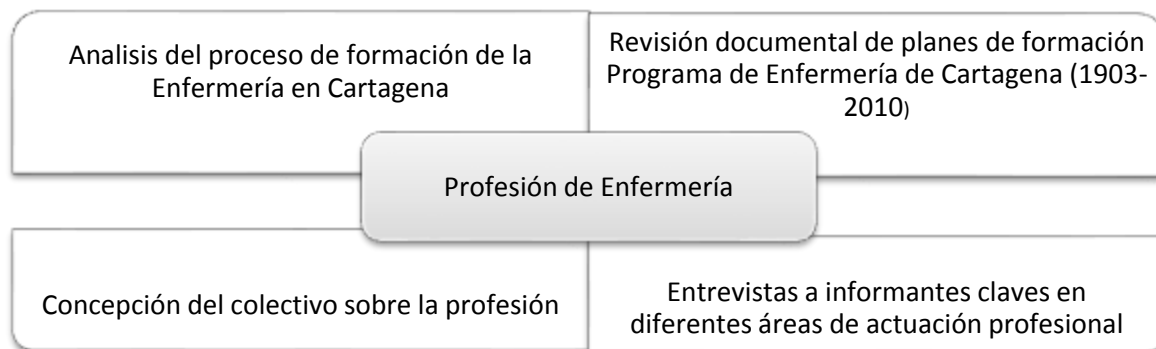 Analisis del proceso de formación de la
Enfermería en Cartagena
Revisión documental de planes de formación
Programa de Enfermería de Cartagena (1903-
2010)
Profesión de Enfermería
Concepción del colectivo sobre la profesión
Entrevistas a informantes claves en
diferentes áreas de actuación profesional